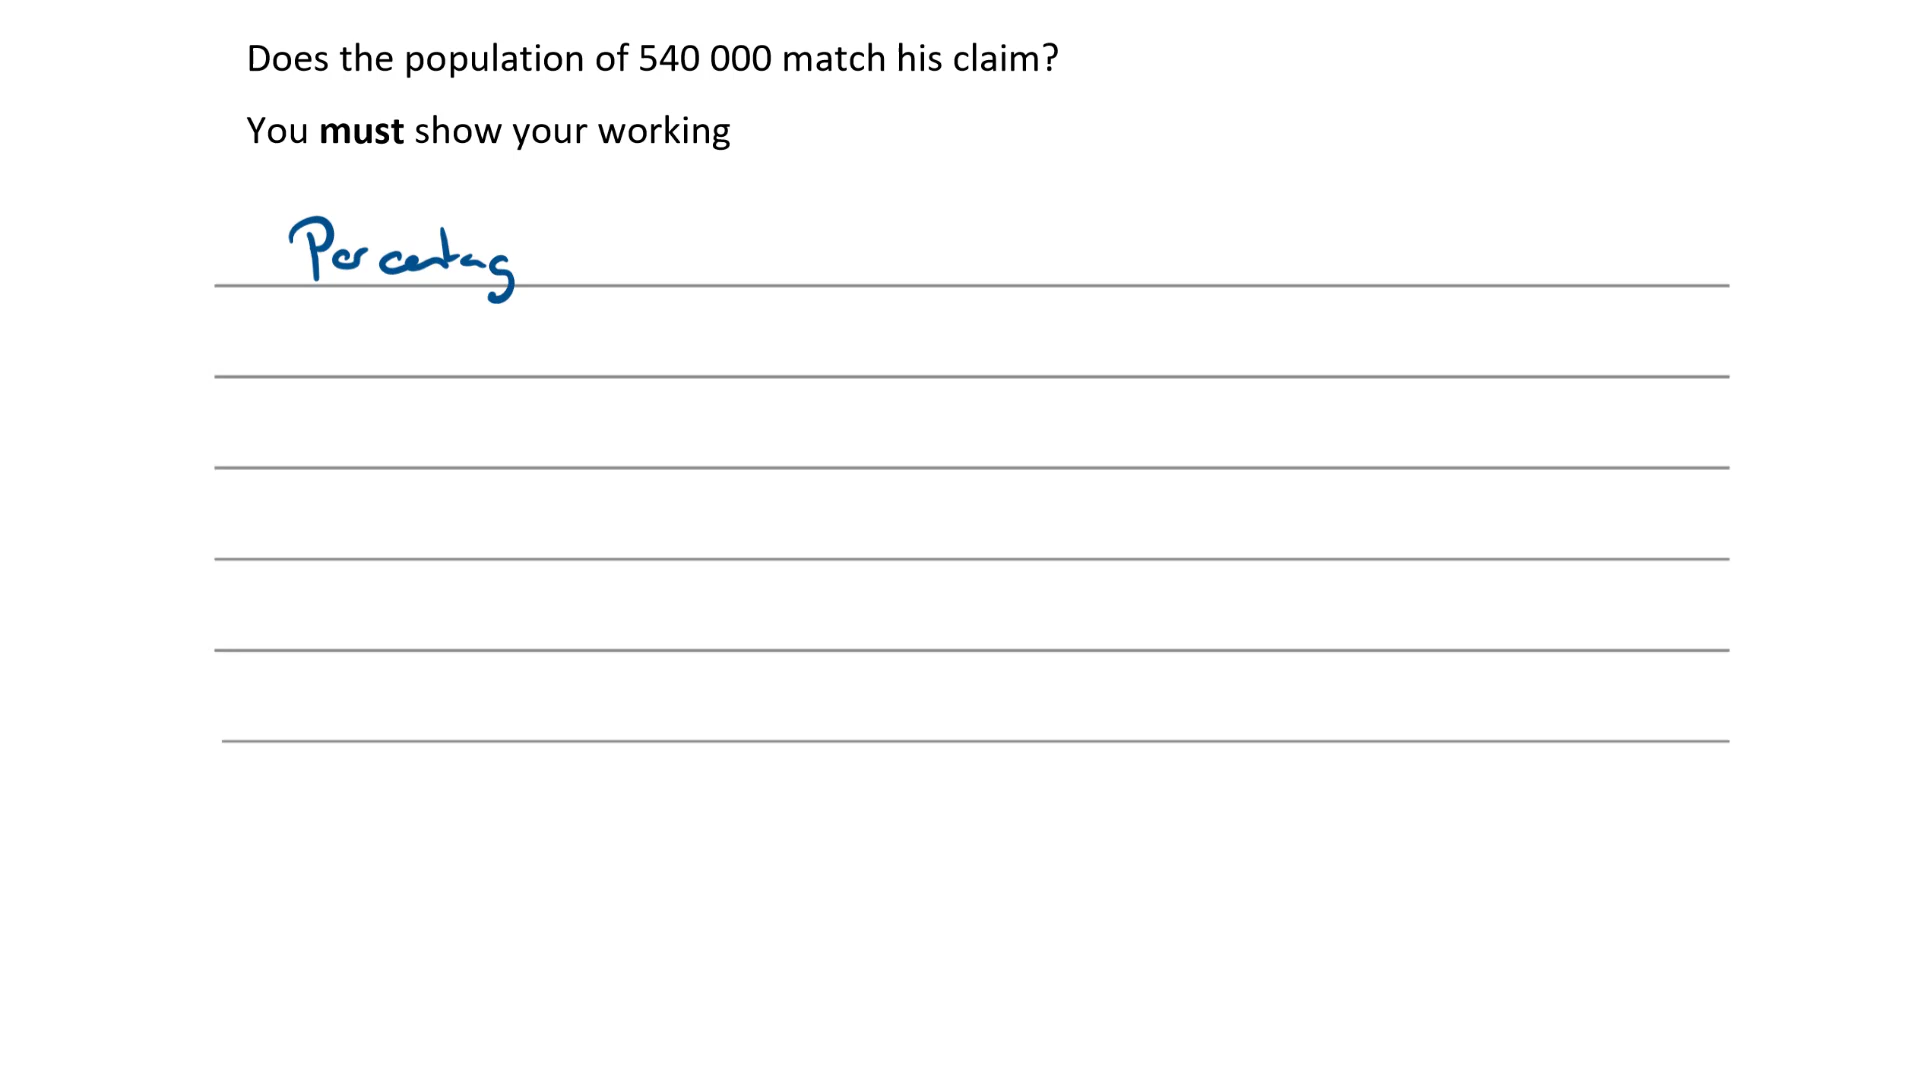 Does the population of 540 000 match his claim?
You must show your working
Percentag